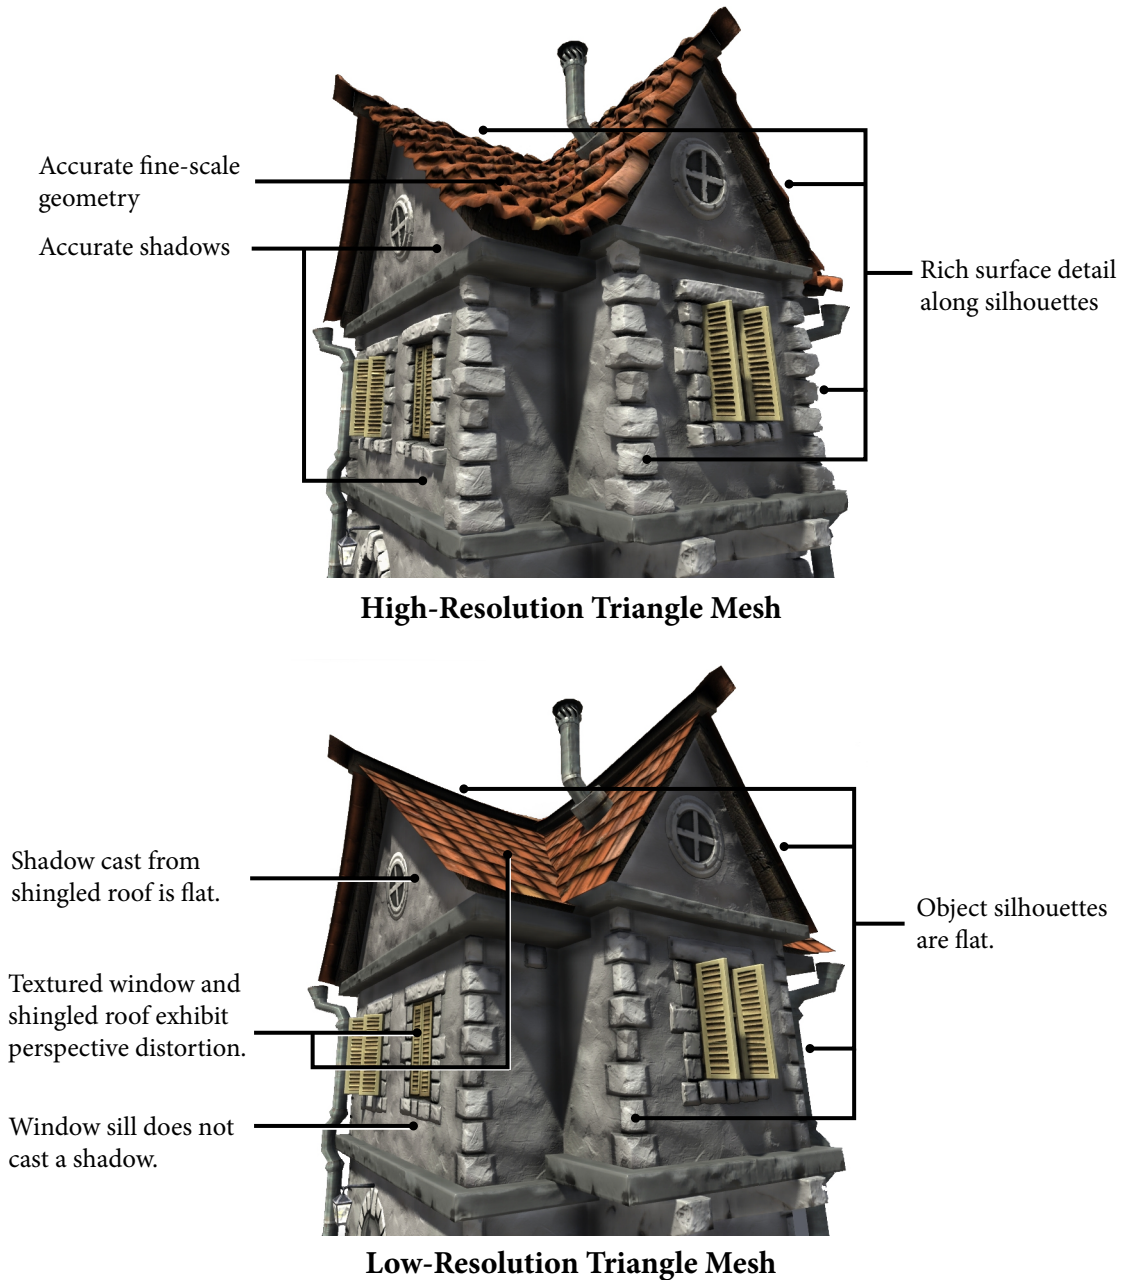 Accurate fine-scale
geometry
Accurate shadows
Rich surface detail
along silhouettes
High-Resolution Triangle Mesh
Shadow cast from
shingled roof is flat.
Textured window and
shingled roof exhibit
perspective distortion.
Window sill does not
cast a shadow.
Object silhouettes
are flat.
Low-Resolution Triangle Mesh